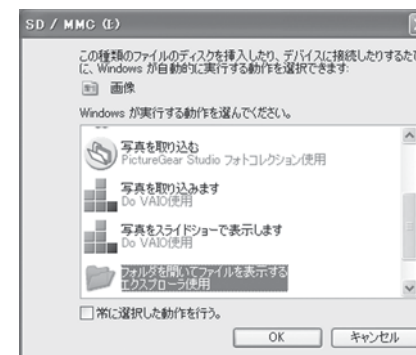 SD / MMC (E:)
この種類のファイルのディスクを挿入したり、デバイスに接続したりするたび
に、Windows が自動的に実行する動作を選択できます:
画像
Windows が実行する動作を選んでください。
写真を取り込む
PictureGear Studio フォトコレクション使用
写真を取り込みます
Do VAIO使用
写真をスライドショーで表示します
Do VAIO使用
フォルダを開いてファイルを表示する
エクスプローラ使用
常に選択した動作を行う。
OK
キャンセル